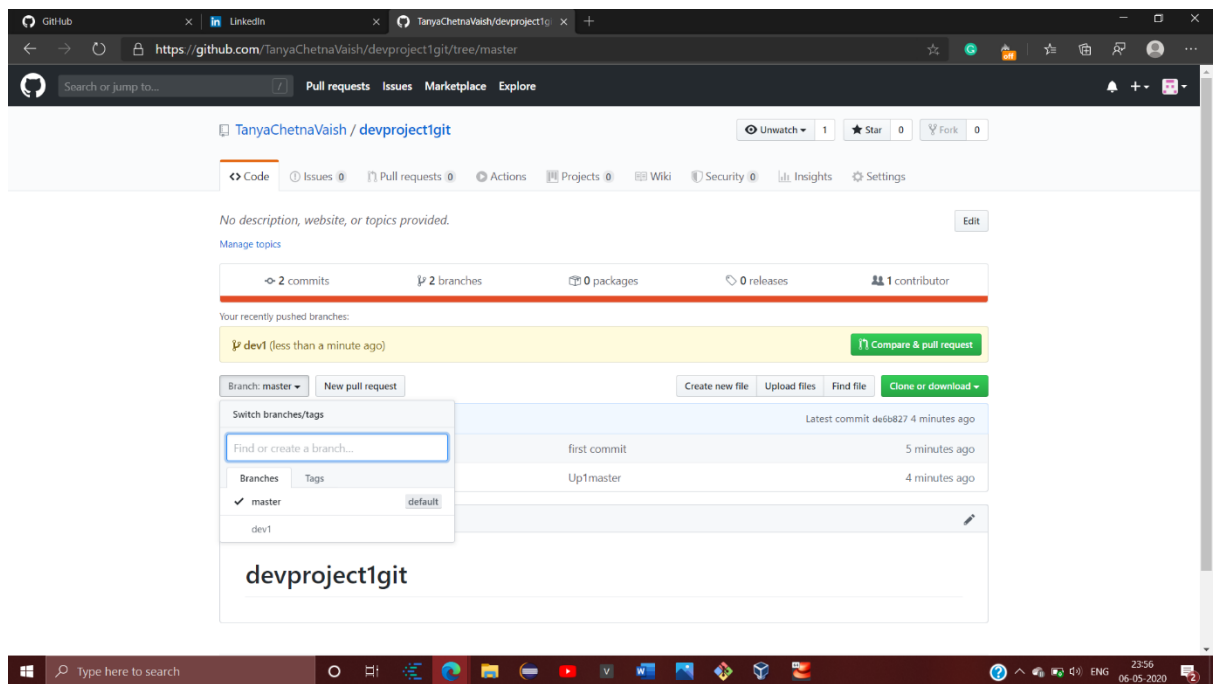 GitHub
LinkedIn
TanyaChetnaVaish/devproject1gi
https://github.com/TanyaChetnaVaish/devproject1git/tree/master
off
Search or jump to...
/
Pull requests Issues Marketplace Explore
TanyaChetnaVaish / devproject1git
Unwatch 1 Star 0 Fork 0
Code Issues 0 Pull requests 0 Actions Projects 0 Wiki Security 0 Insights Settings
No description, website, or topics provided. Edit
Manage topics
2 commits 2 branches 0 packages 0 releases 1 contributor
Your recently pushed branches:
dev1 (less than a minute ago) Compare & pull request
Branch: master New pull request Create new file Upload files Find file Clone or download
Switch branches/tags
Latest commit de6b827 4 minutes ago
Find or create a branch...
first commit 5 minutes ago
Branches Tags
Up1master 4 minutes ago
master default
dev1
devproject1git
Type here to search
ENG
23:56
06-05-2020
2